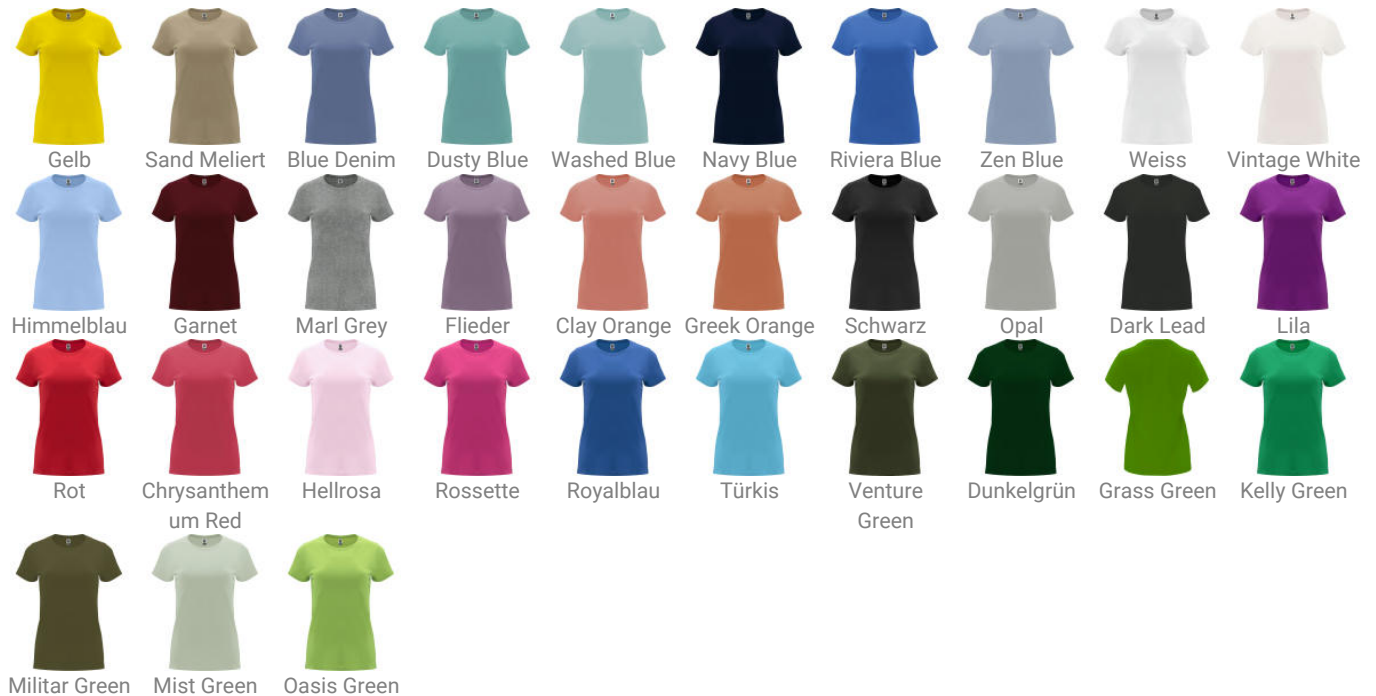 Gelb
Sand Meliert
Blue Denim
Dusty Blue
Washed Blue
Navy Blue
Riviera Blue
Zen Blue
Weiss
Vintage White
Himmelblau
Garnet
Marl Grey
Flieder
Clay Orange
Greek Orange
Schwarz
Opal
Dark Lead
Lila
Rot
Chrysanthem
um Red
Hellrosa
Rossette
Royalblau
Türkis
Venture
Green
Dunkelgrün
Grass Green
Kelly Green
Militar Green
Mist Green
Oasis Green